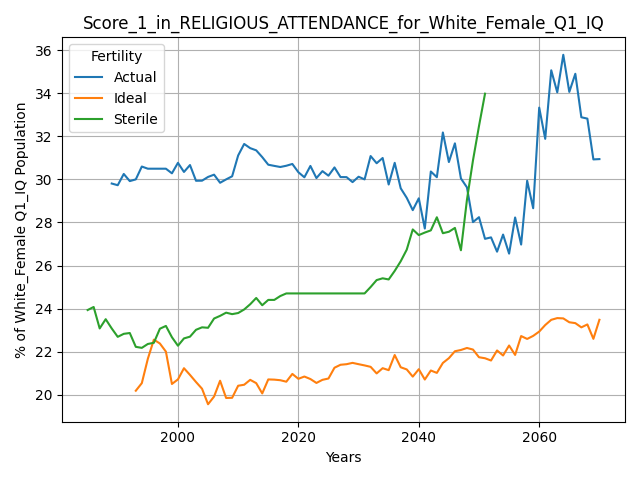 Score_1_in_RELIGIOUS_ATTENDANCE_for_White_Female_Q1_IQ
Fertility
Actual
Ideal
Sterile
% of White_Female Q1_IQ Population
36
34
32
30
28
26
24
22
20
2000 2020 2040 2060
Years